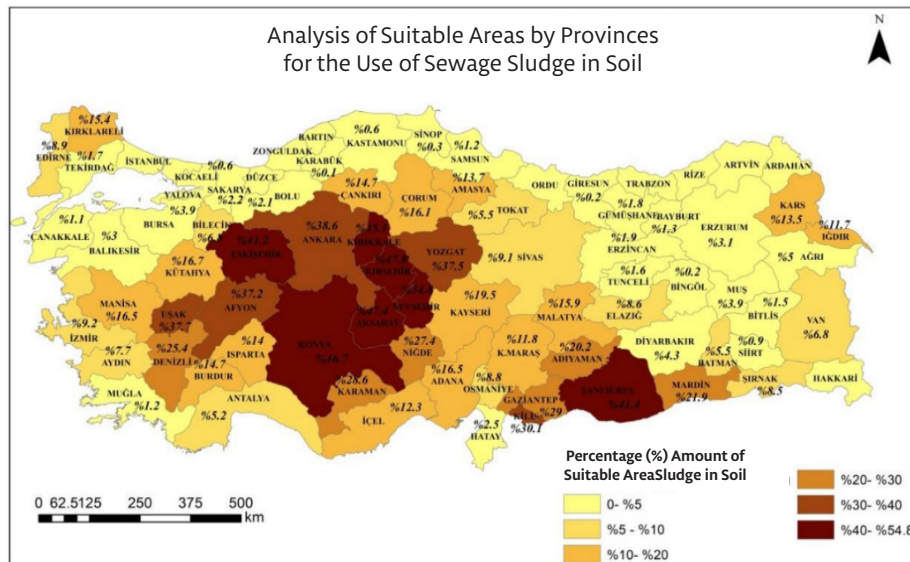 Analysis of Suitable Areas by Provinces
for the Use of Sewage Sludge in Soil
N
%15.4
KIRKLARELİ
%8.9
EDİRNE
%1.7
TEKİRDAĞ
İSTANBUL
%0.6
KOCAELİ
YALOVA
SAKARYA
%2.2
DÜZCE
%2.1
BOLU
ZONGULDAK
BARTIN
KARABÜK
%0.1
%0.6
KASTAMONU
SİNOP
%0.3
%1.2
SAMSUN
%14.7
ÇANKIRI
ÇORUM
%16.1
%13.7
AMASYA
%5.5
TOKAT
ORDU
GİRESUN
%0.2
TRABZON
%1.8
GÜMÜŞHANE
RİZE
ARTVİN
ARDAHAN
BAYBURT
%1.3
KARS
%13.5
%11.7
IĞDIR
%1.1
ÇANAKKALE
%3
BALIKESİR
%3.9
BURSA
BİLECİK
%16.7
KÜTAHYA
%41.2
ESKİŞEHİR
%38.6
ANKARA
KIRIKKALE
YOZGAT
%37.5
KIRŞEHİR
%9.1 SİVAS
%1.9
ERZİNCAN
ERZURUM
%3.1
%5 AĞRI
%1.6
TUNCELİ
%0.2
BİNGÖL
MUŞ
%3.9
%1.5
BİTLİS
VAN
%6.8
MANİSA
%16.5
UŞAK
%37.7
%37.2
AFYON
%47.4
AKSARAY
NEVŞEHİR
%19.5
KAYSERİ
%15.9
MALATYA
%8.6
ELAZIĞ
%9.2
İZMİR
%7.7
AYDIN
%25.4
DENİZLİ
%14
ISPARTA
%14.7
BURDUR
KONYA
%46.7
%27.4
NİĞDE
%11.8
K.MARAŞ
%20.2
ADIYAMAN
DİYARBAKIR
%4.3
%5.5
BATMAN
%0.9
SİİRT
ŞIRNAK
%8.5
HAKKARİ
MUĞLA
%1.2
ANTALYA
%5.2
%28.6
KARAMAN
%16.5
ADANA
%8.8
OSMANİYE
GAZİANTEP
%29
KİLİS
%30.1
ŞANLIURFA
%41.4
MARDİN
%21.9
İÇEL
%12.3
%2.5
HATAY
Percentage (%) Amount of
Suitable AreaSludge in Soil
0- %5
%5 - %10
%10- %20
%20- %30
%30- %40
%40- %54.8
0 62.5125 250 375 500
km